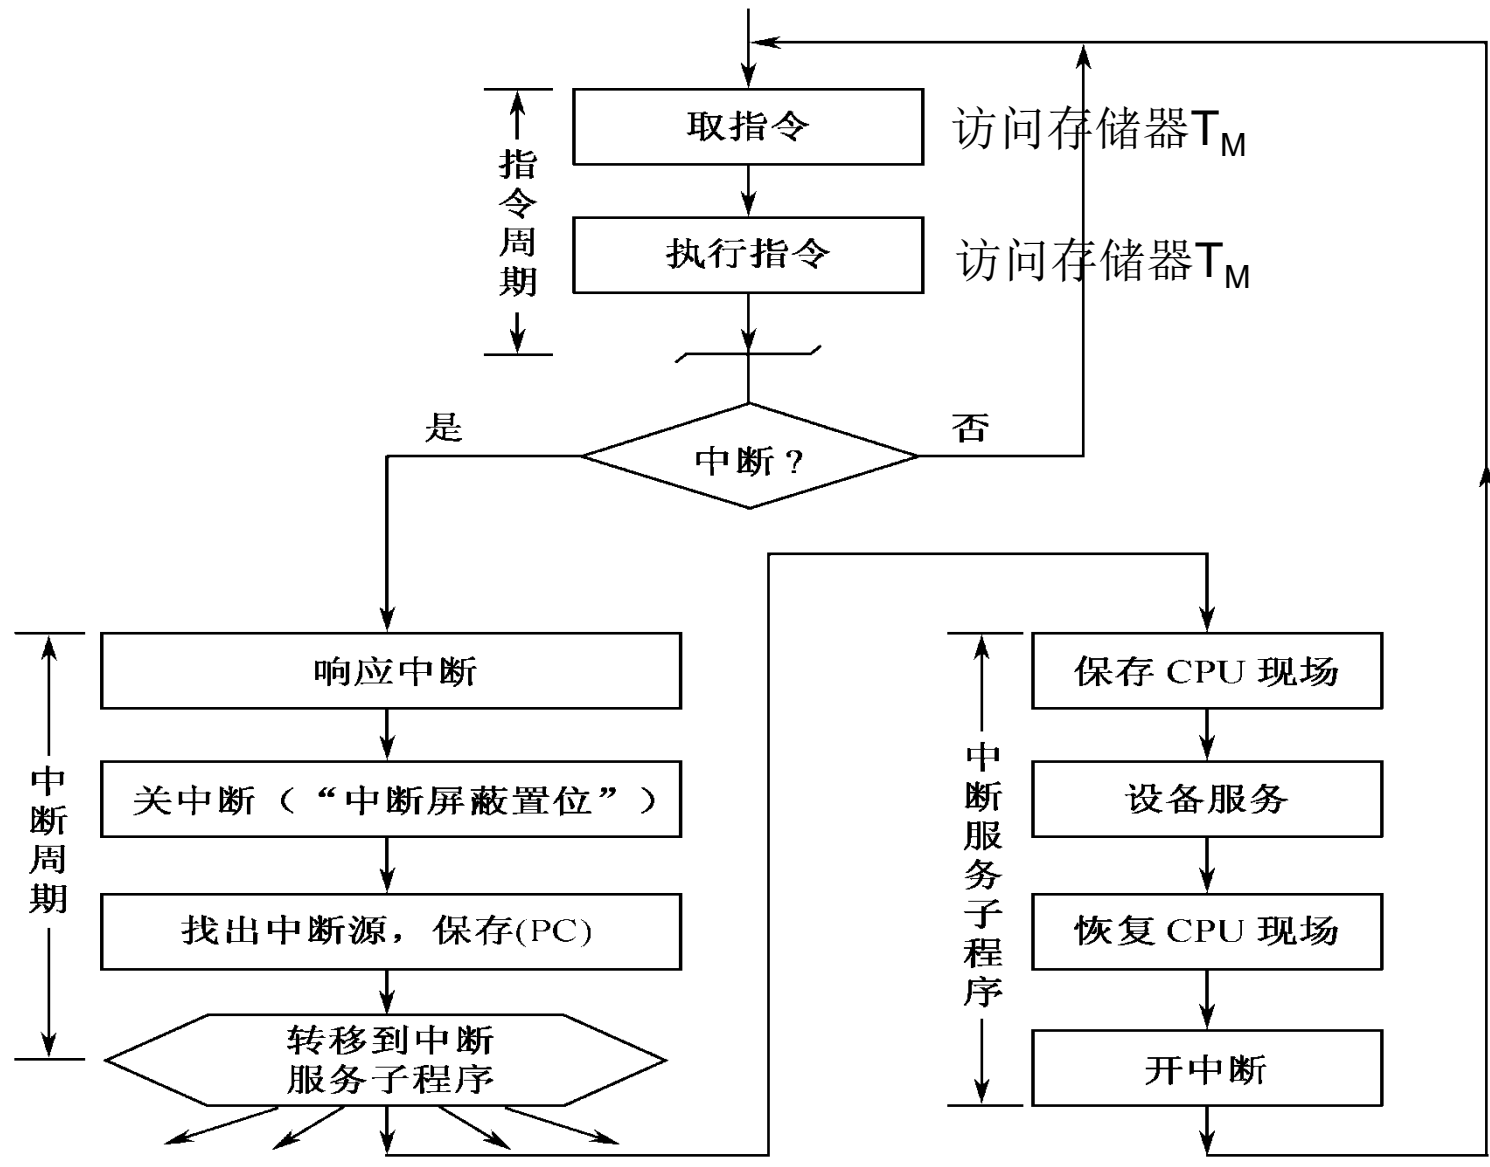 取指令
访问存储器TM
指令周期
执行指令
访问存储器TM
是
否
中断?
响应中断
关中断(“中断屏蔽置位”)
找出中断源，保存(PC)
转移到中断
服务子程序
中断周期
保存 CPU 现场
设备服务
恢复 CPU 现场
开中断
中断服务子程序